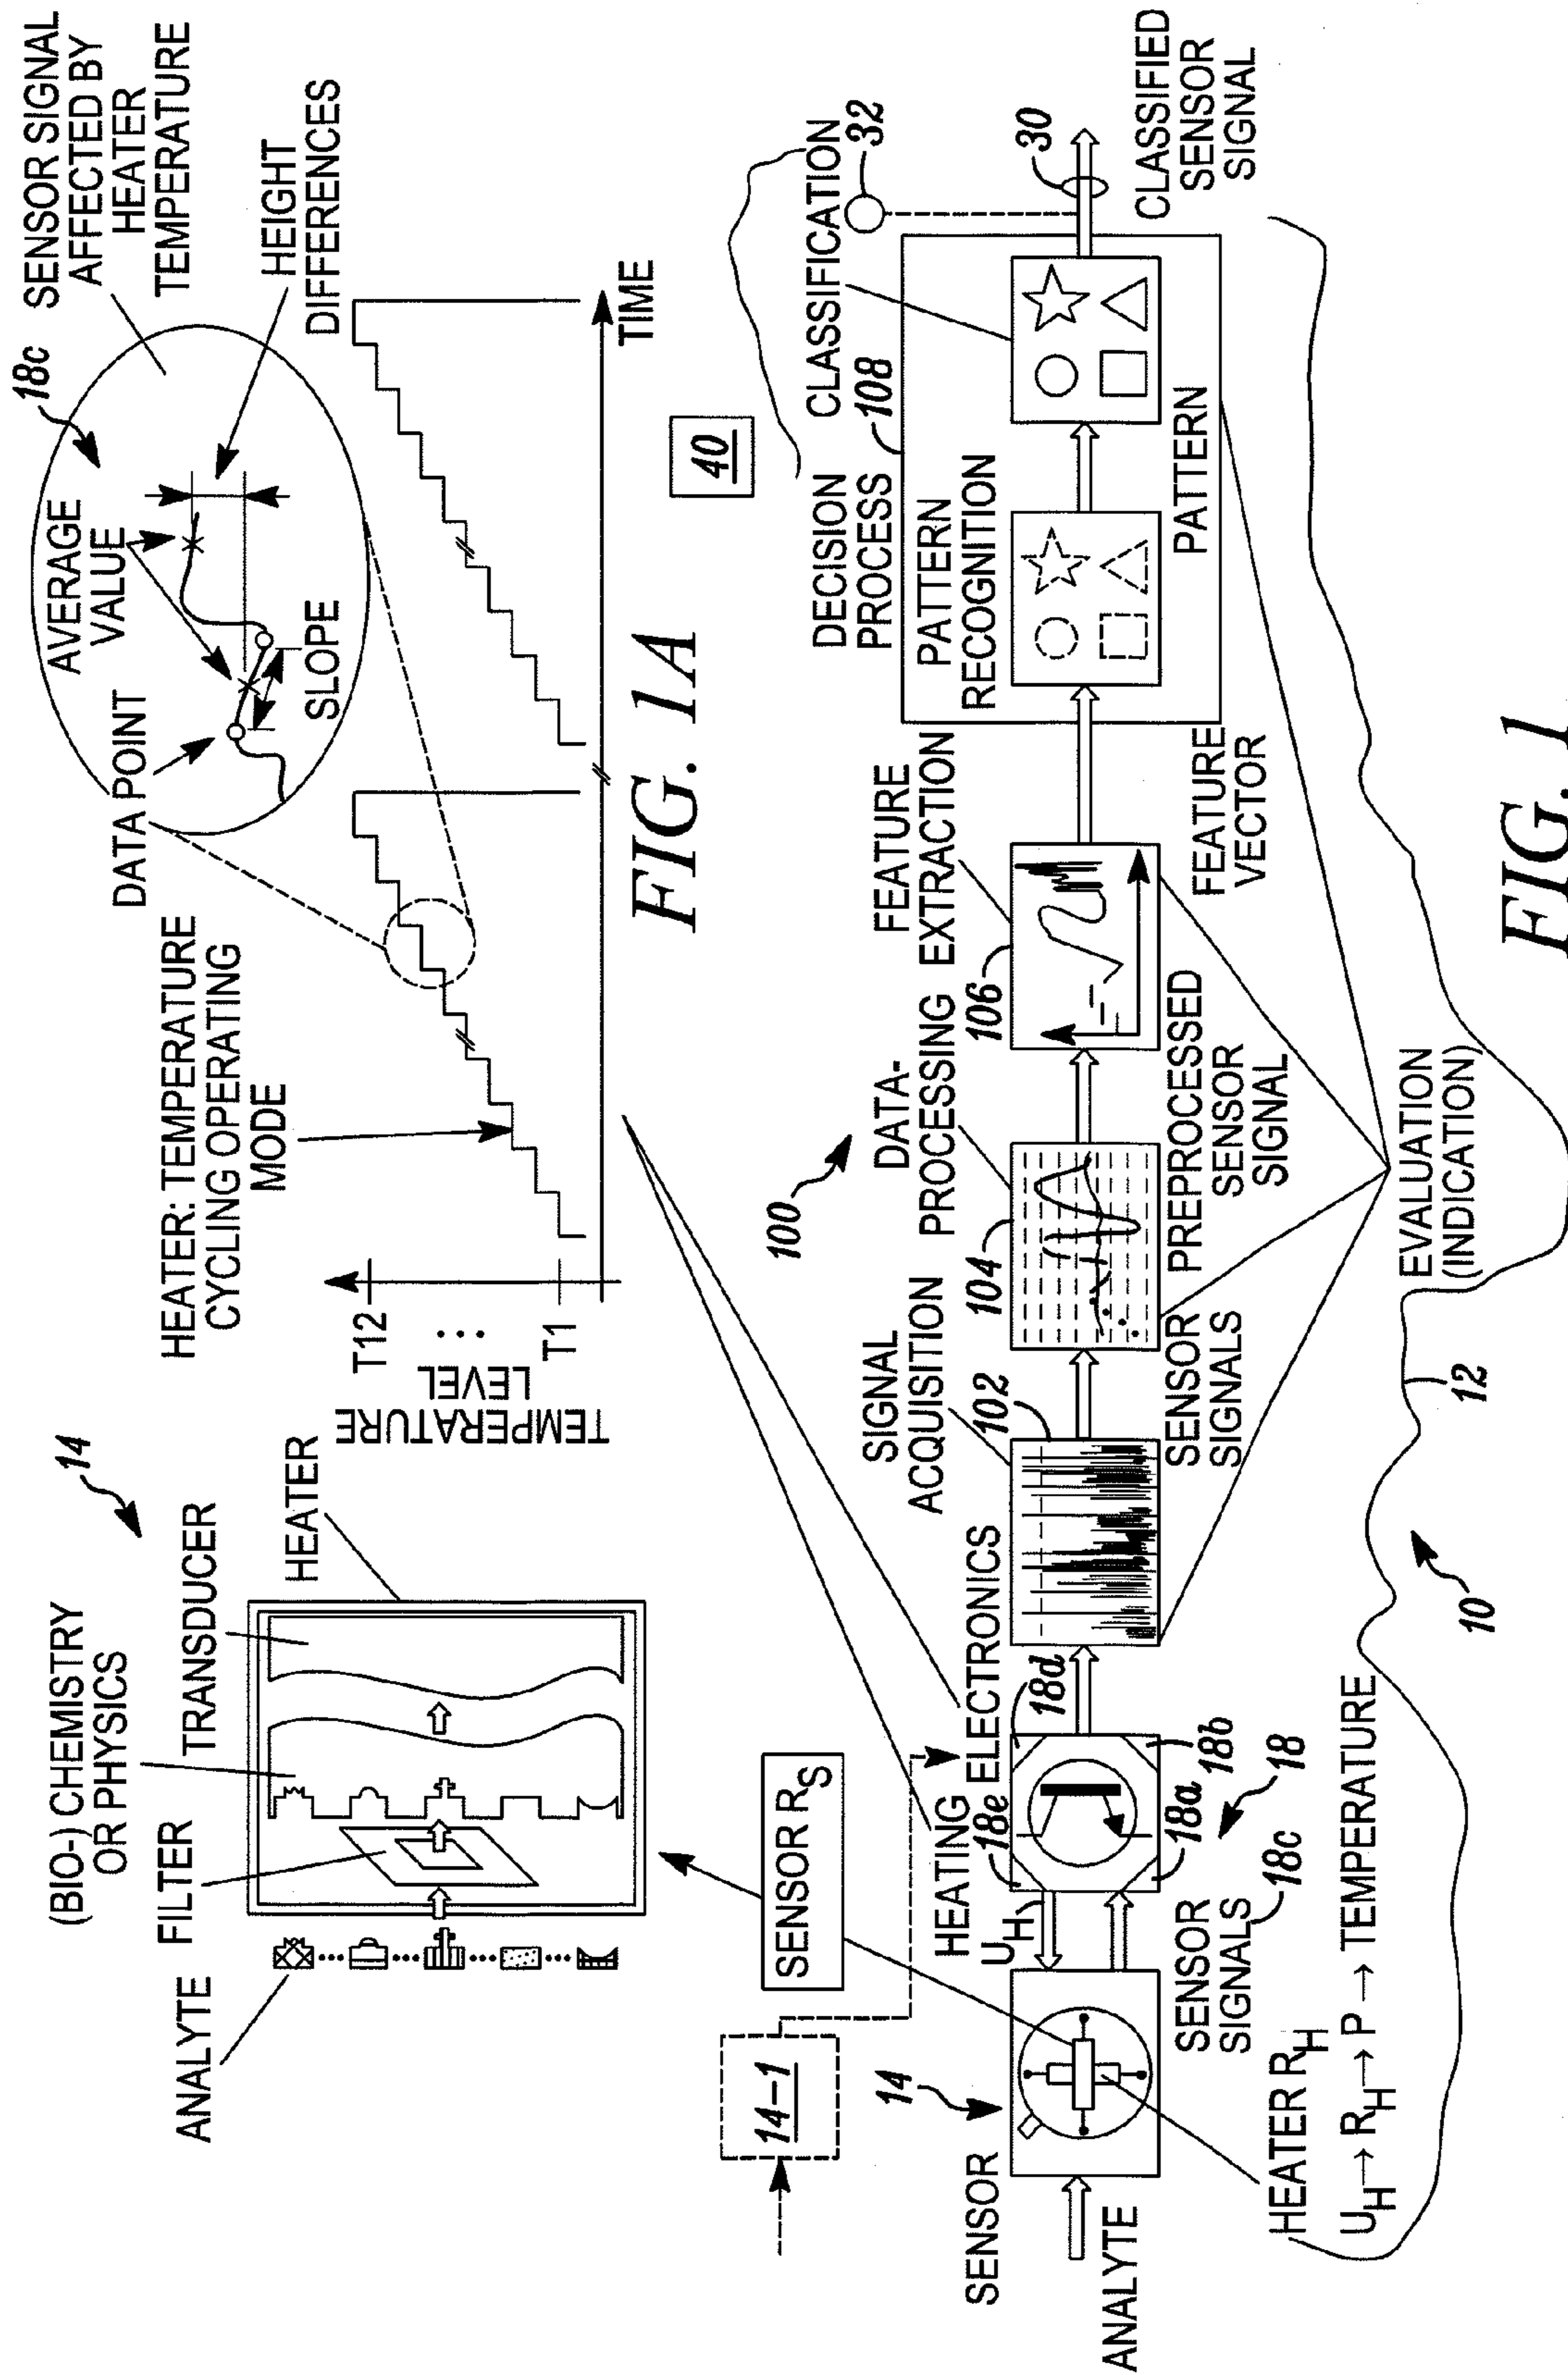 14
(BIO-) CHEMISTRY
OR PHYSICS
TRANSDUCER
FILTER
HEATER
ANALYTE
SENSOR RS
HEATER: TEMPERATURE
CYCLING OPERATING
MODE
T12
...
T1
TEMPERATURE
LEVEL
TIME
DATA POINT
AVERAGE
VALUE
SLOPE
18c
SENSOR SIGNAL
AFFECTED BY
HEATER
TEMPERATURE
HEIGHT
DIFFERENCES
FIG. 1A
40
14-1
14
SENSOR
ANALYTE
HEATING ELECTRONICS
UH
18e
18d
18a
18b
18
SENSOR
SIGNALS
18c
HEATER RH
UH→RH→P→TEMPERATURE
SIGNAL
ACQUISITION
102
SENSOR
SIGNALS
100
DATA-
PROCESSING
104
PREPROCESSED
SENSOR
SIGNAL
FEATURE
EXTRACTION
106
FEATURE
VECTOR
DECISION
PROCESS
CLASSIFICATION
108
32
PATTERN
RECOGNITION
PATTERN
30
CLASSIFIED
SENSOR
SIGNAL
EVALUATION
(INDICATION)
12
10
FIG. 1